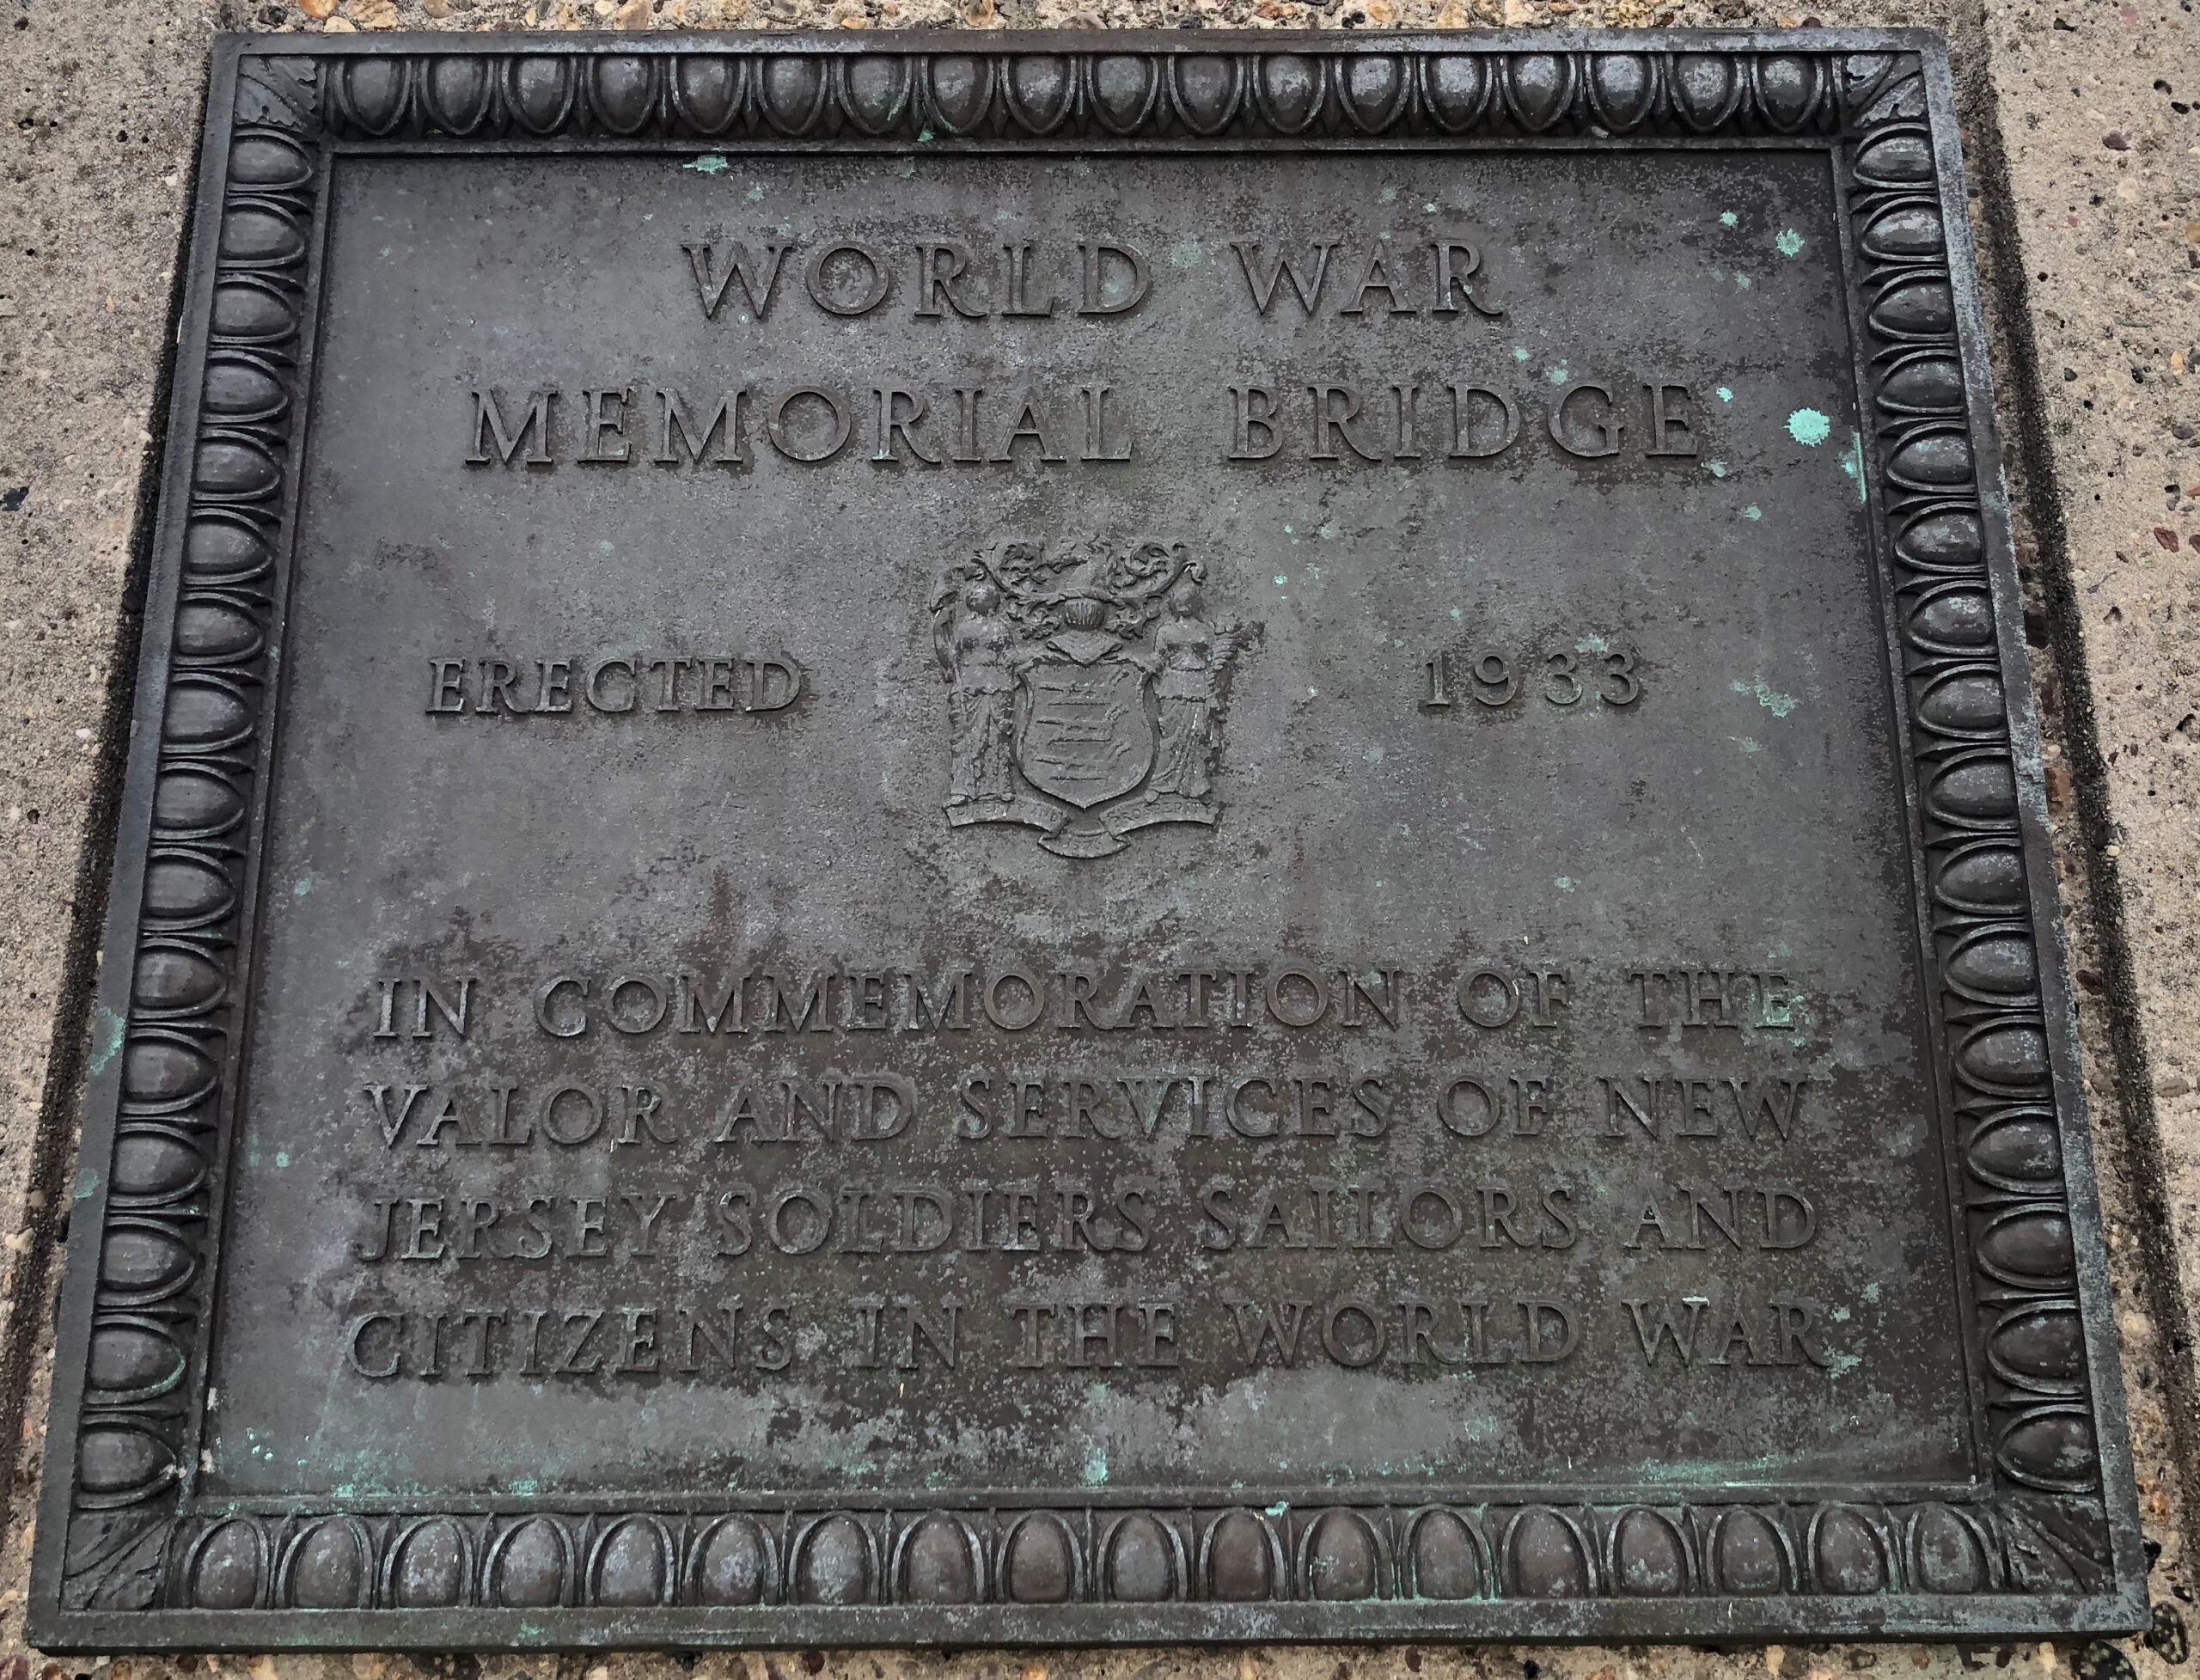 WORLD WAR
MEMORIAL BRIDGE
ERECTED 1933
IN COMMEMORATION OF THE
VALOR AND SERVICES OF NEW
JERSEY SOLDIERS SAILORS AND
CITIZENS IN THE WORLD WAR